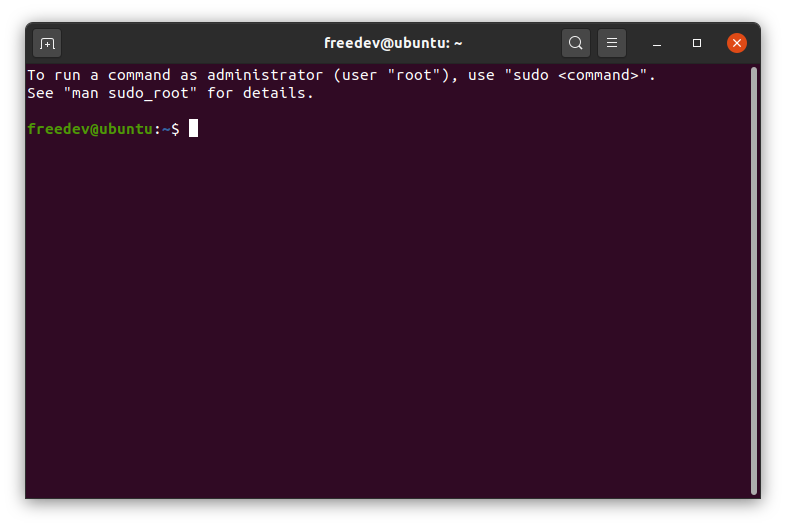 freedev@ubuntu: ~
To run a command as administrator (user "root"), use "sudo <command>".
See "man sudo_root" for details.
freedev@ubuntu:~$